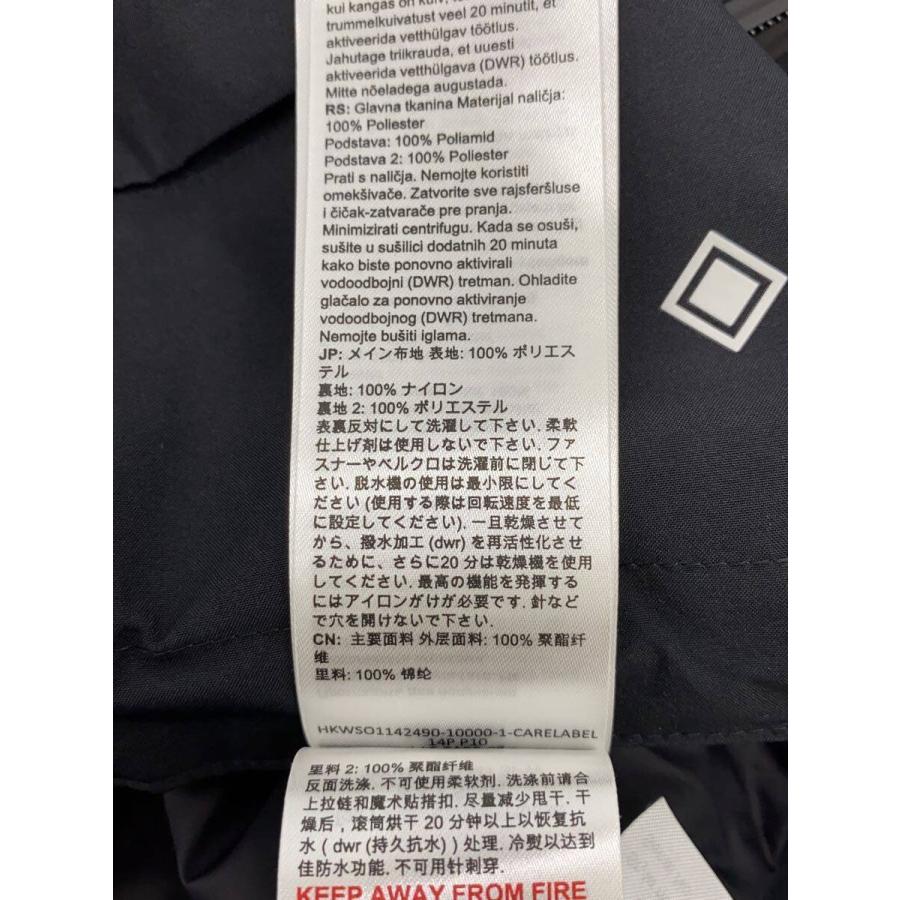 kui kangas on kuiv,
trummelkuivatust veel 20 minutit, et
aktiveerida vetthülgav töötlus.
Jahutage triikrauda, et uuesti
aktiveerida vetthülgava (DWR) töötlus.
Mitte nõeladega augustada.
RS: Glavna tkanina Materijal naličja:
100% Poliester
Podstava: 100% Poliamid
Podstava 2: 100% Poliester
Prati s naličja. Nemojte koristiti
omekšivače. Zatvorite sve rajsferšluse
i čičak-zatvarače pre pranja.
Minimizirati centrifugu. Kada se osuši,
sušite u sušilici dodatnih 20 minuta
kako biste ponovno aktivirali
vodoodbojni (DWR) tretman. Ohladite
glačalo za ponovno aktiviranje
vodoodbojnog (DWR) tretmana.
Nemojte bušiti iglama.
JP: メイン布地 表地: 100% ポリエス
テル
裏地: 100% ナイロン
裏地 2: 100% ポリエステル
表裏反対にして洗濯して下さい. 柔軟
仕上げ剤は使用しないで下さい. ファ
スナーやベルクロは洗濯前に閉じて下
さい. 脱水機の使用は最小限にしてく
ださい (使用する際は回転速度を最低
に設定してください). 一旦乾燥させて
から、撥水加工 (dwr) を再活性化させ
るために、さらに20 分は乾燥機を使用
してください. 最高の機能を発揮する
にはアイロンがけが必要です. 針など
で穴を開けないで下さい.
CN: 主要面料 外层面料: 100% 聚酯纤
维
里料: 100% 锦纶
HKWSO1142490-10000-1-CARELABEL
14P.P10
里料 2: 100% 聚酯纤维
反面洗涤. 不可使用柔软剂. 洗涤前请合
上拉链和魔术贴搭扣. 尽量减少甩干. 干
燥后，滚筒烘干 20 分钟以上以恢复抗
水 ( dwr (持久抗水) ) 处理. 冷熨以达到
佳防水功能. 不可用针刺穿.
KEEP AWAY FROM FIRE